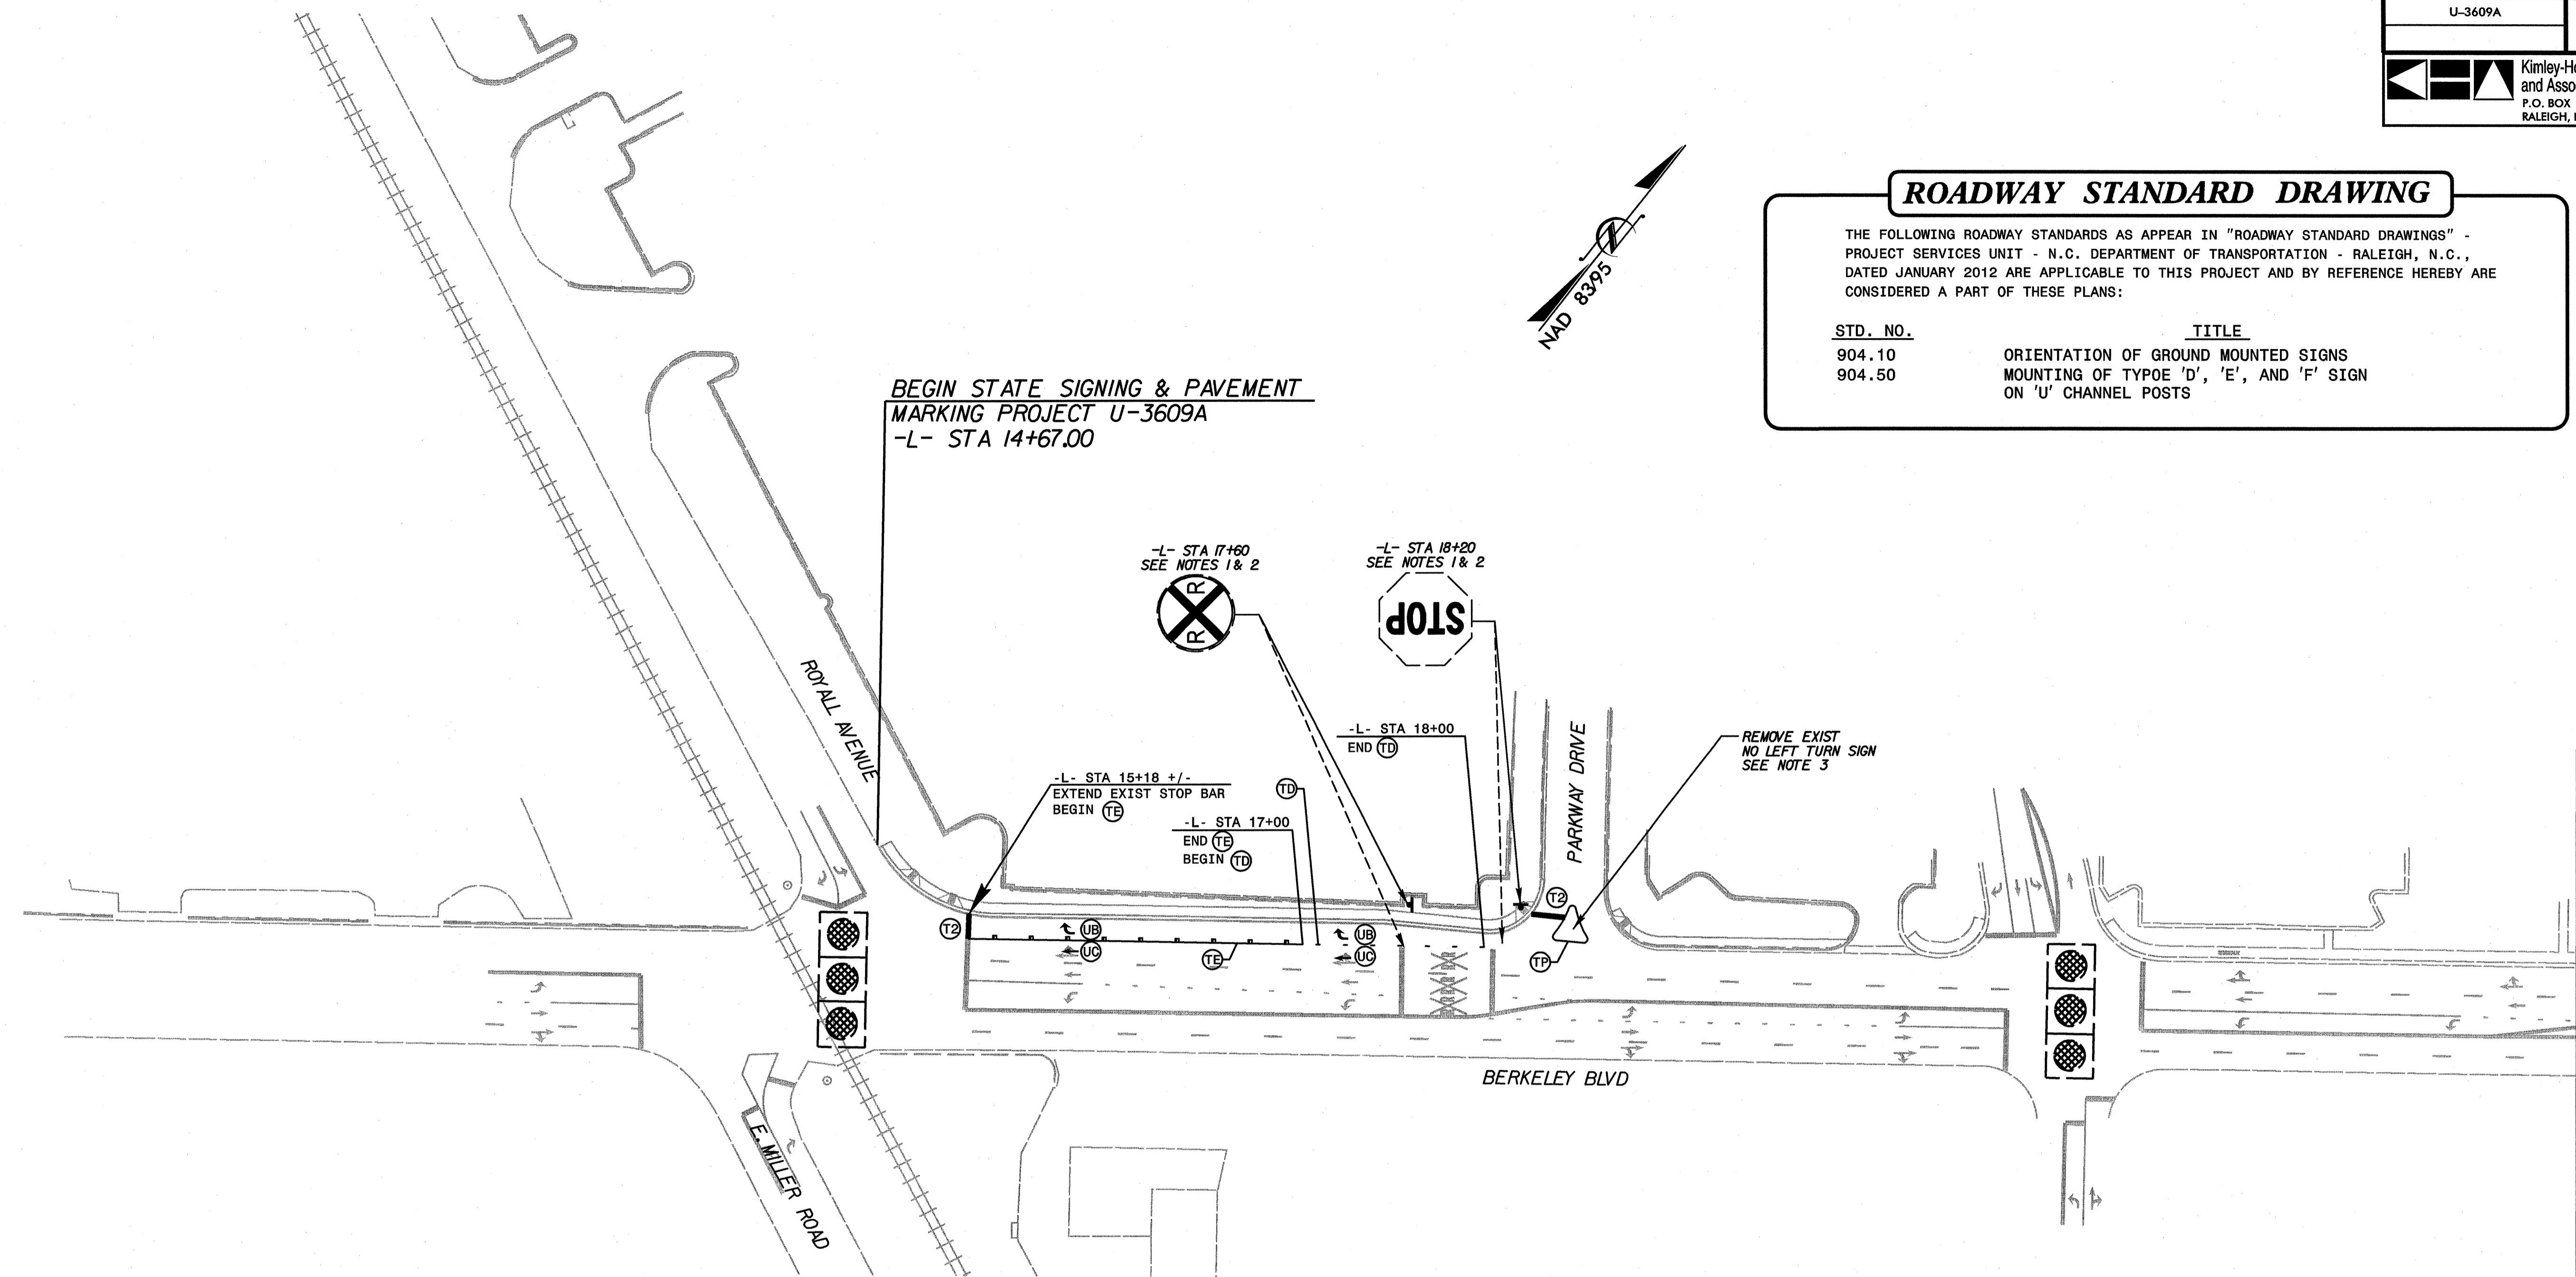 U-3609A
Kimley-Ho
and Asso
P.O. BOX
RALEIGH,
ROADWAY STANDARD DRAWING
THE FOLLOWING ROADWAY STANDARDS AS APPEAR IN "ROADWAY STANDARD DRAWINGS" -
PROJECT SERVICES UNIT - N.C. DEPARTMENT OF TRANSPORTATION - RALEIGH, N.C.,
DATED JANUARY 2012 ARE APPLICABLE TO THIS PROJECT AND BY REFERENCE HEREBY ARE
CONSIDERED A PART OF THESE PLANS:
STD. NO. TITLE
904.10 ORIENTATION OF GROUND MOUNTED SIGNS
904.50 MOUNTING OF TYPOE 'D', 'E', AND 'F' SIGN
ON 'U' CHANNEL POSTS
NAD 83/95
BEGIN STATE SIGNING & PAVEMENT
MARKING PROJECT U-3609A
-L- STA 14+67.00
-L- STA 17+60
SEE NOTES 1 & 2
R R
-L- STA 18+20
SEE NOTES 1 & 2
STOP
ROYALL AVENUE
-L- STA 18+00
END TD
PARKWAY DRIVE
REMOVE EXIST
NO LEFT TURN SIGN
SEE NOTE 3
-L- STA 15+18 +/-
EXTEND EXIST STOP BAR
BEGIN TE
TD
-L- STA 17+00
END TE
BEGIN TD
T2
T2
UB
UC
UB
UC
TE
TP
R R
R R
R R
BERKELEY BLVD
E. MILLER ROAD